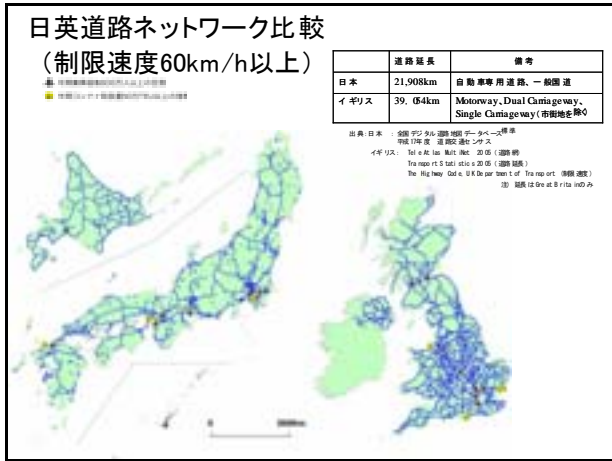 日英道路ネットワーク比較
（制限速度60km/h以上）
道路延長 備考
日本 21,908km 自動車専用道路、一般国道
イギリス 39,054km Motorway、Dual Carriageway、
Single Carriageway(市街地を除く)
出典：日本 ： 全国デジタル道路地図データベース標準
平成17年度 道路交通センサス
イギリス： Tele Atlas MultiNet 2005 (道路網)
Transport Statistics 2005 (道路延長)
The Highway Code, UK Department of Transport (制限速度)
注) 延長はGreat Britainのみ
0